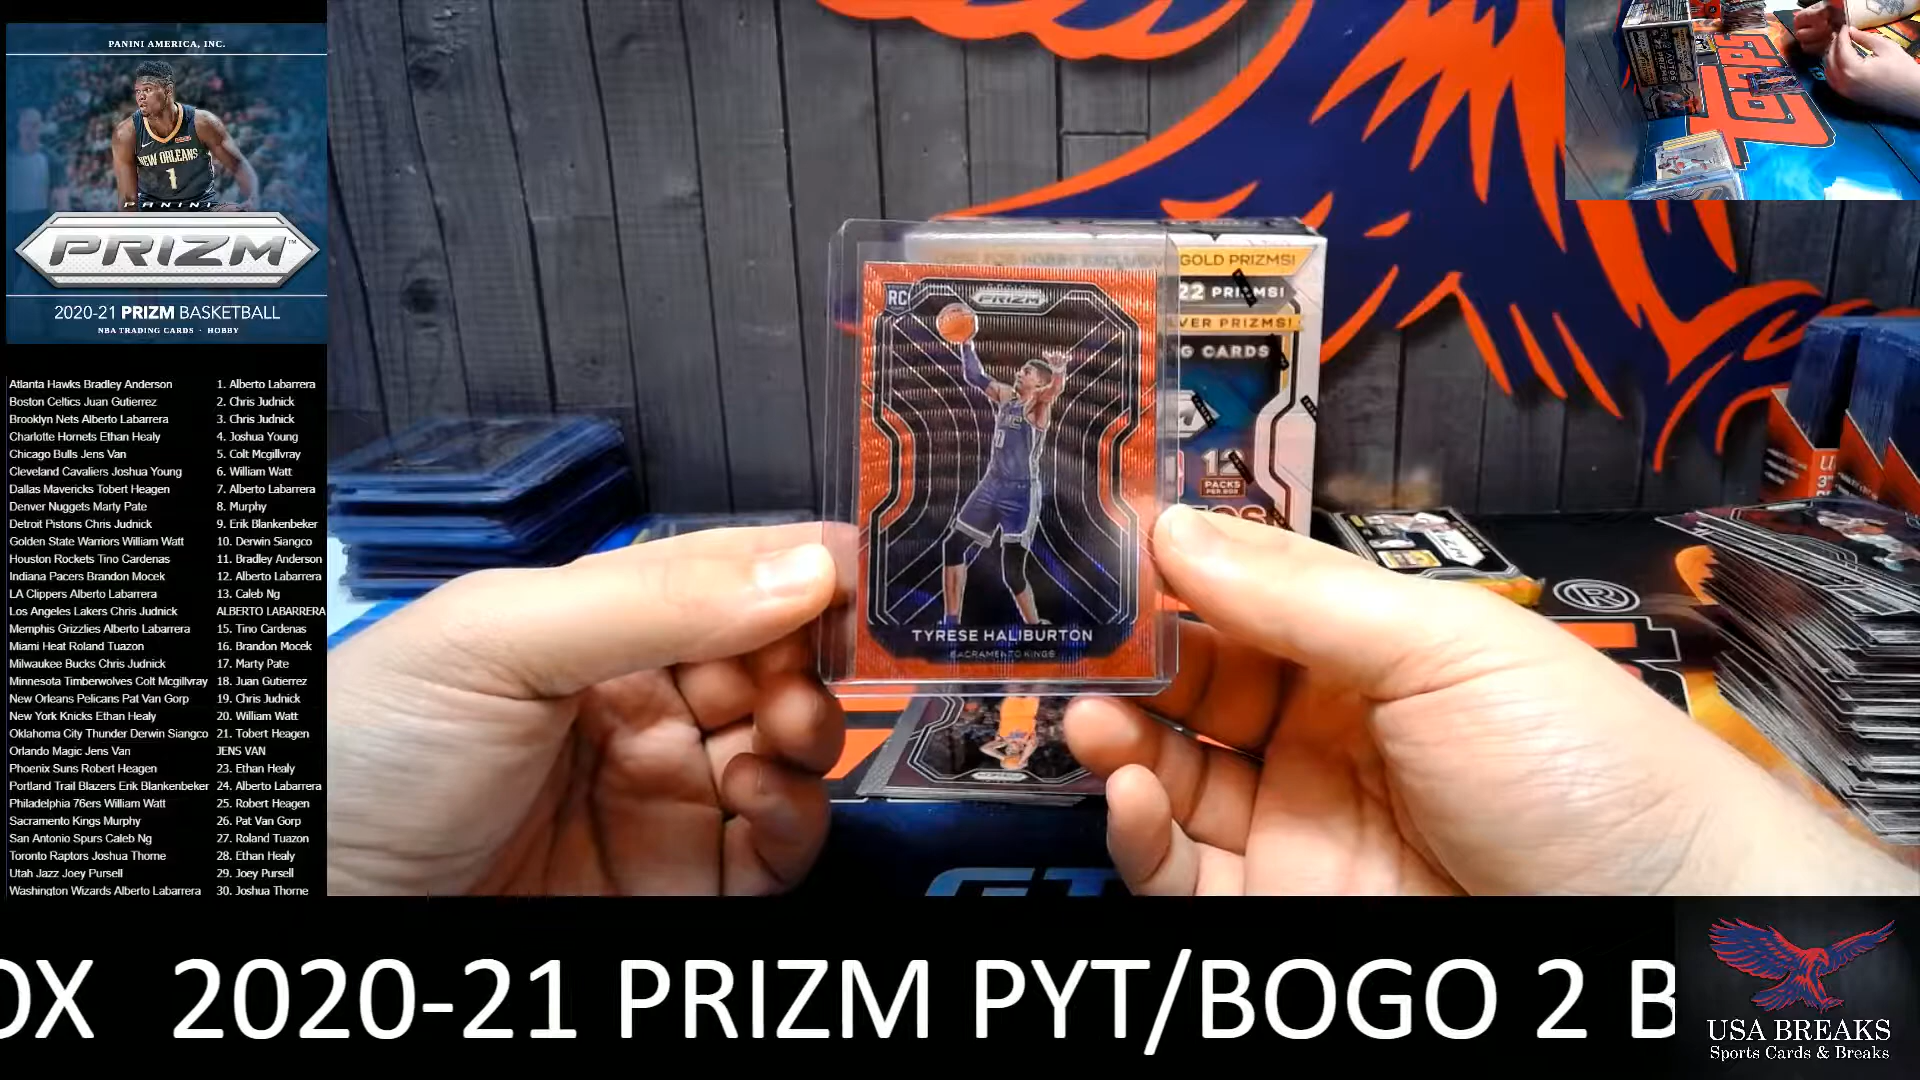 PANINI AMERICA, INC.
NEW ORLEANS
1
PANINI
PRIZM
2020-21 PRIZM BASKETBALL
NBA TRADING CARDS · HOBBY
Atlanta Hawks Bradley Anderson
Boston Celtics Juan Gutierrez
Brooklyn Nets Alberto Labarrera
Charlotte Hornets Ethan Healy
Chicago Bulls Jens Van
Cleveland Cavaliers Joshua Young
Dallas Mavericks Tobert Heagen
Denver Nuggets Marty Pate
Detroit Pistons Chris Judnick
Golden State Warriors William Watt
Houston Rockets Tino Cardenas
Indiana Pacers Brandon Mocek
LA Clippers Alberto Labarrera
Los Angeles Lakers Chris Judnick
Memphis Grizzlies Alberto Labarrera
Miami Heat Roland Tuazon
Milwaukee Bucks Chris Judnick
Minnesota Timberwolves Colt Mcgillvray
New Orleans Pelicans Pat Van Gorp
New York Knicks Ethan Healy
Oklahoma City Thunder Derwin Siangco
Orlando Magic Jens Van
Phoenix Suns Robert Heagen
Portland Trail Blazers Erik Blankenbeker
Philadelphia 76ers William Watt
Sacramento Kings Murphy
San Antonio Spurs Caleb Ng
Toronto Raptors Joshua Thorne
Utah Jazz Joey Pursell
Washington Wizards Alberto Labarrera
1. Alberto Labarrera
2. Chris Judnick
3. Chris Judnick
4. Joshua Young
5. Colt Mcgillvray
6. William Watt
7. Alberto Labarrera
8. Murphy
9. Erik Blankenbeker
10. Derwin Siangco
11. Bradley Anderson
12. Alberto Labarrera
13. Caleb Ng
ALBERTO LABARRERA
15. Tino Cardenas
16. Brandon Mocek
17. Marty Pate
18. Juan Gutierrez
19. Chris Judnick
20. William Watt
21. Tobert Heagen
JENS VAN
23. Ethan Healy
24. Alberto Labarrera
25. Robert Heagen
26. Pat Van Gorp
27. Roland Tuazon
28. Ethan Healy
29. Joey Pursell
30. Joshua Thorne
RC
PRIZM
TYRESE HALIBURTON
SACRAMENTO KINGS
GOLD PRIZMS!
22 PRIZMS!
VER PRIZMS!
G CARDS
12
PACKS
PER BOX
®
OX 2020-21 PRIZM PYT/BOGO 2 B
USA BREAKS
Sports Cards & Breaks